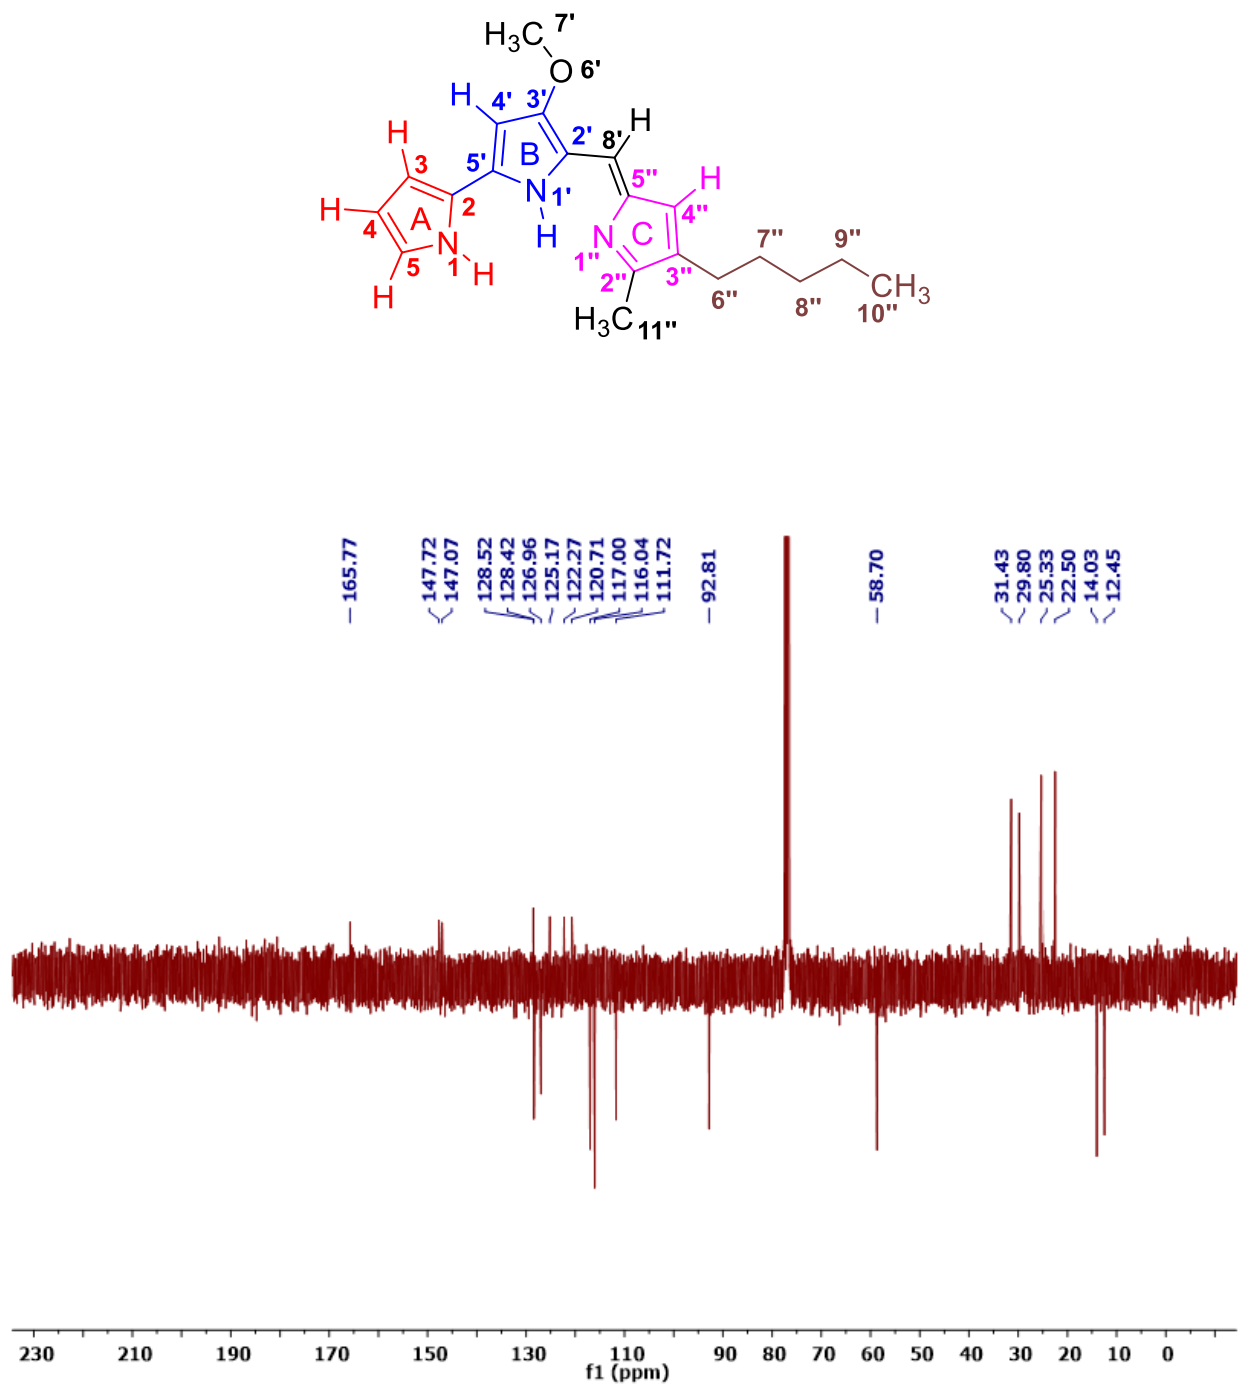 H3C 7'
O 6'
H 4' 3'
H
H 3 5' B 2' 8'
N 1' 5'' H
H 4 A 2 H N C 4''
5 N 1 H 1'' 7'' 9''
H 2'' 3'' 6'' 8'' CH3
10''
H3C 11''
165.77
147.72
147.07
128.52
128.42
126.96
125.17
122.27
120.71
117.00
116.04
111.72
92.81
58.70
31.43
29.80
25.33
22.50
14.03
12.45
230 210 190 170 150 130 110 90 80 70 60 50 40 30 20 10 0
f1 (ppm)